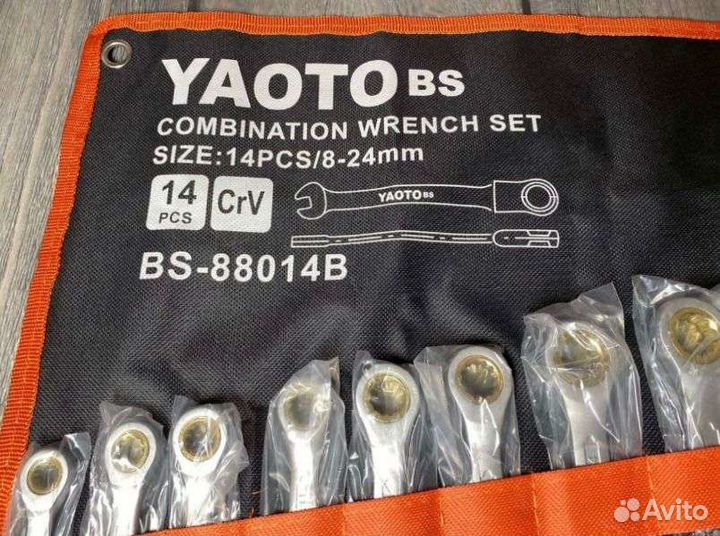 YAOTO BS
COMBINATION WRENCH SET
SIZE:14PCS/8-24mm
14 PCS
CrV
YAOTO BS
BS-88014B
Avito